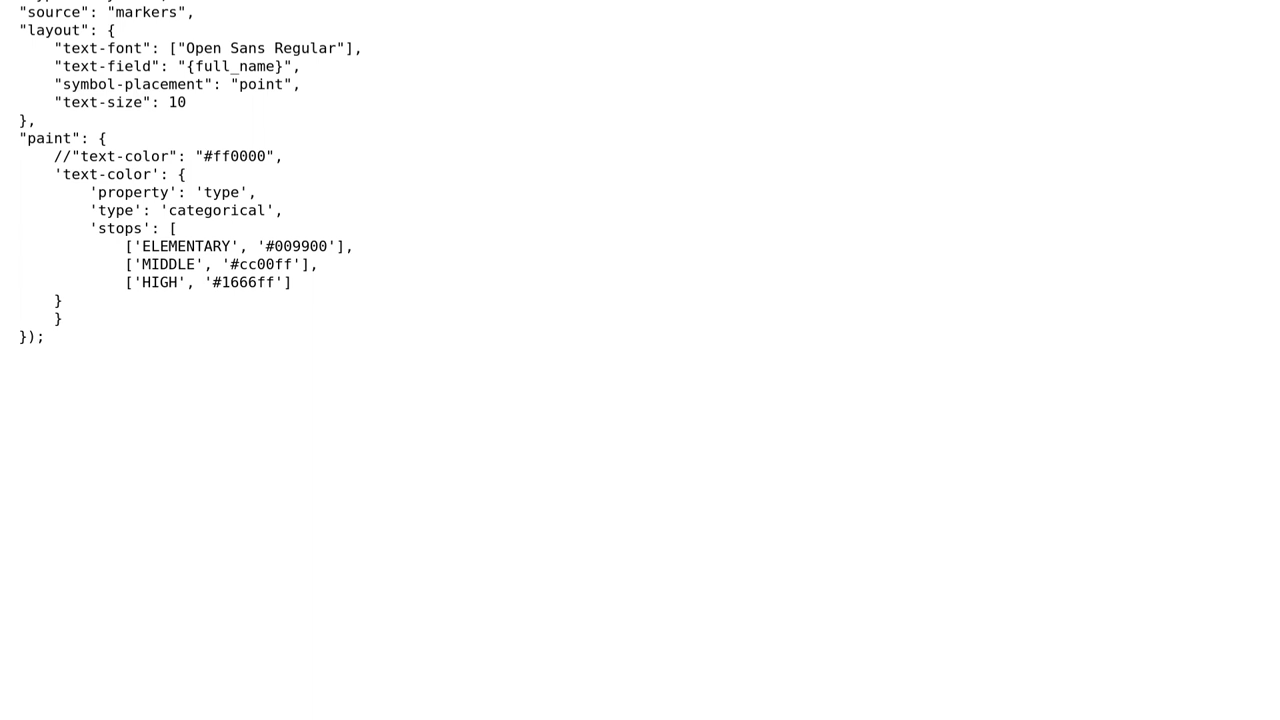 "source": "markers",
"layout": {
    "text-font": ["Open Sans Regular"],
    "text-field": "{full_name}",
    "symbol-placement": "point",
    "text-size": 10
},
"paint": {
    //"text-color": "#ff0000",
    'text-color': {
        'property': 'type',
        'type': 'categorical',
        'stops': [
            ['ELEMENTARY', '#009900'],
            ['MIDDLE', '#cc00ff'],
            ['HIGH', '#1666ff']
    }
    }
});